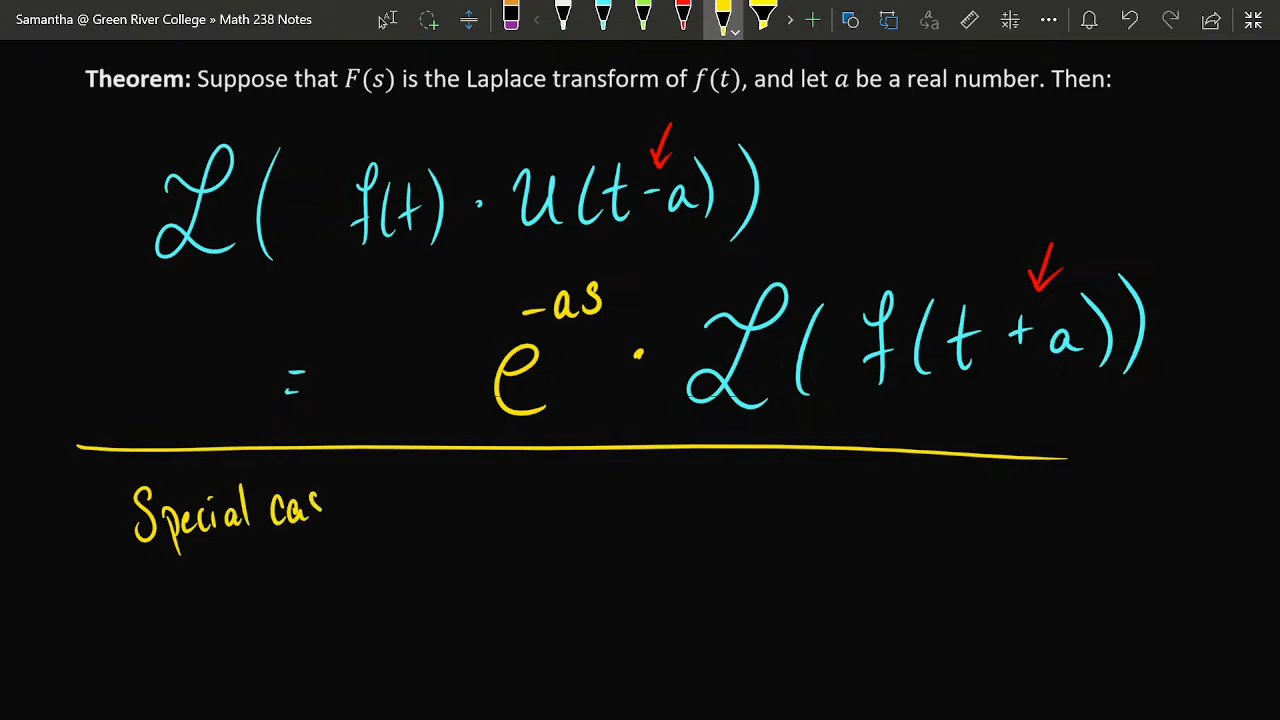 Samantha @ Green River College » Math 238 Notes
Theorem: Suppose that F(s) is the Laplace transform of f(t), and let a be a real number. Then:
ℒ( f(t) · u(t-a))
= e^{-as} · ℒ( f(t+a))
Special cas